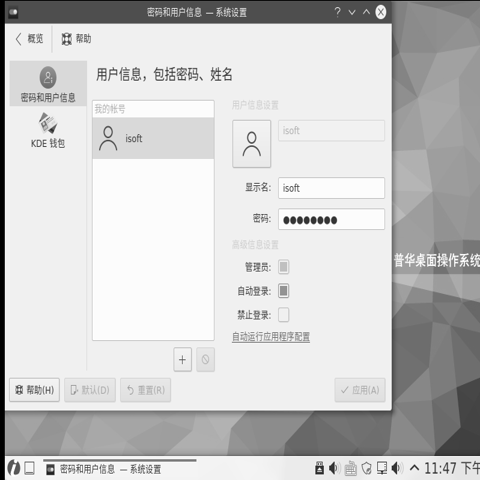 密码和用户信息 — 系统设置
概览
帮助
密码和用户信息
KDE 钱包
用户信息，包括密码、姓名
我的帐号
isoft
用户信息设置
isoft
显示名:
isoft
密码:
高级信息设置
管理员:
自动登录:
禁止登录:
自动运行应用程序配置
帮助(H)
默认(D)
重置(R)
应用(A)
普华桌面操作系统
密码和用户信息 — 系统设置
11:47 下午